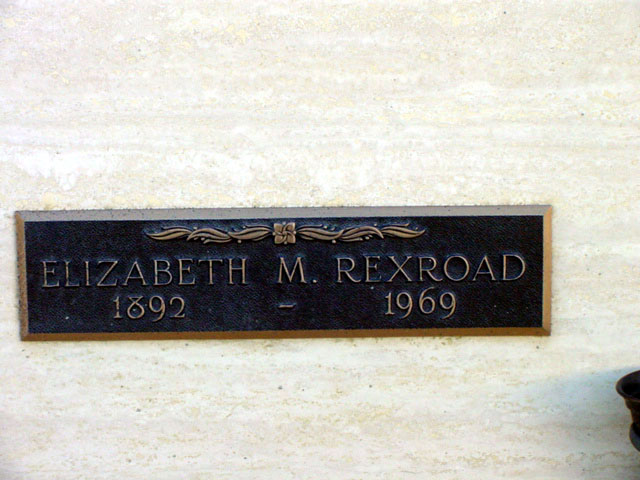 ELIZABETH M. REXROAD
1892 - 1969